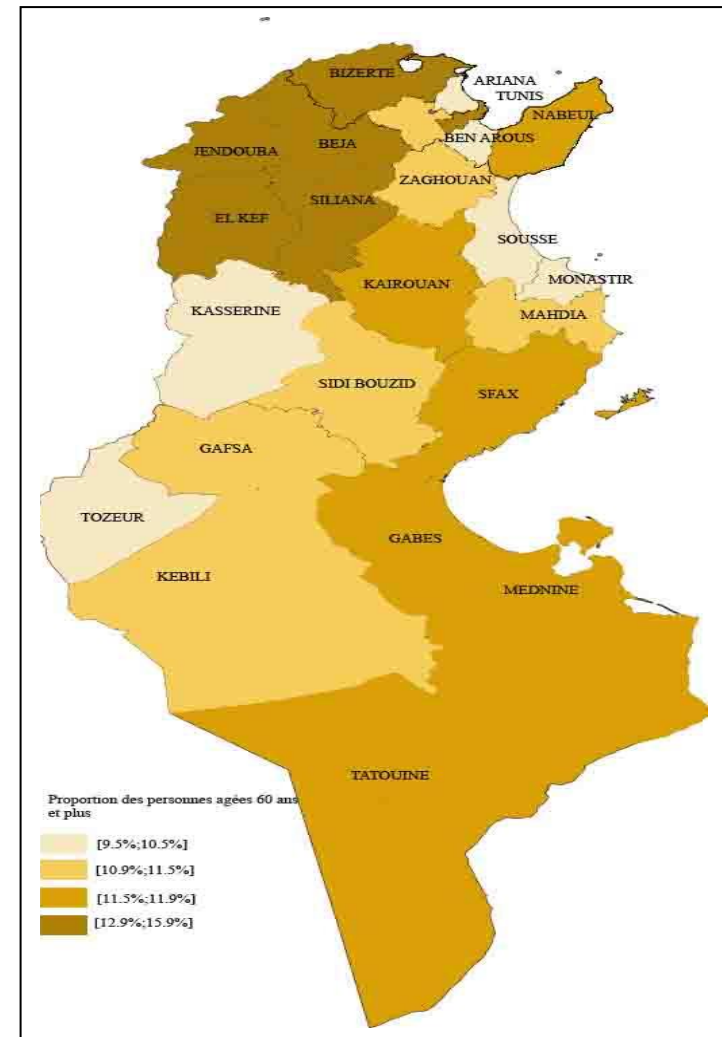 BIZERTE
ARIANA
TUNIS
NABEUL
BEN AROUS
BEJA
JENDOUBA
ZAGHOUAN
SILIANA
EL KEF
SOUSSE
MONASTIR
KAIROUAN
KASSERINE
MAHDIA
SIDI BOUZID
SFAX
GAFSA
TOZEUR
GABES
KEBILI
MEDNINE
TATOUINE
Proportion des personnes agées 60 ans
et plus
[9.5%;10.5%]
[10.9%;11.5%]
[11.5%;11.9%]
[12.9%;15.9%]